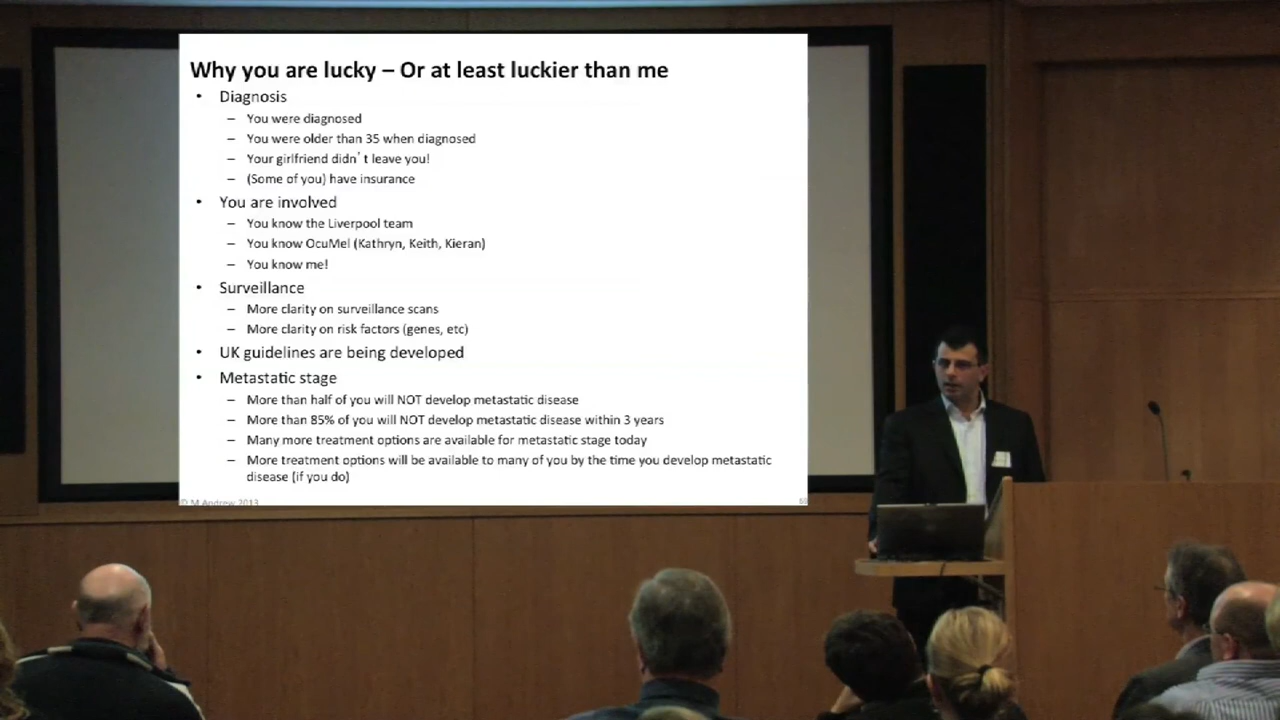 Why you are lucky – Or at least luckier than me
• Diagnosis
– You were diagnosed
– You were older than 35 when diagnosed
– Your girlfriend didn't leave you!
– (Some of you) have insurance
• You are involved
– You know the Liverpool team
– You know OcuMel (Kathryn, Keith, Kieran)
– You know me!
• Surveillance
– More clarity on surveillance scans
– More clarity on risk factors (genes, etc)
• UK guidelines are being developed
• Metastatic stage
– More than half of you will NOT develop metastatic disease
– More than 85% of you will NOT develop metastatic disease within 3 years
– Many more treatment options are available for metastatic stage today
– More treatment options will be available to many of you by the time you develop metastatic
disease (if you do)
D M Andrew 2013